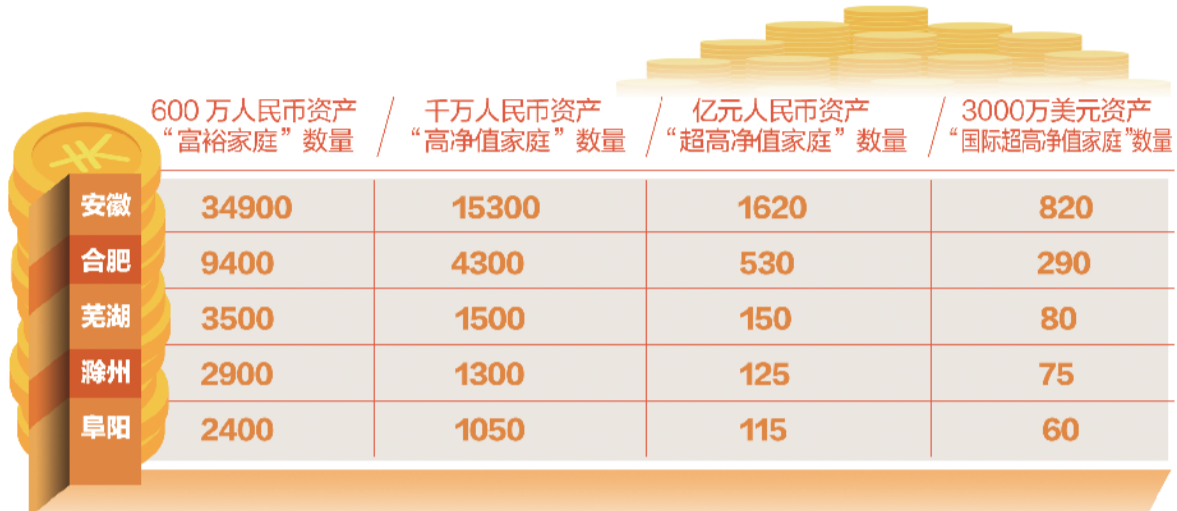 600 万人民币资产 千万人民币资产 亿元人民币资产 3000万美元资产
“富裕家庭”数量 “高净值家庭”数量 “超高净值家庭”数量 “国际超高净值家庭”数量
安徽 34900 15300 1620 820
合肥 9400 4300 530 290
芜湖 3500 1500 150 80
滁州 2900 1300 125 75
阜阳 2400 1050 115 60